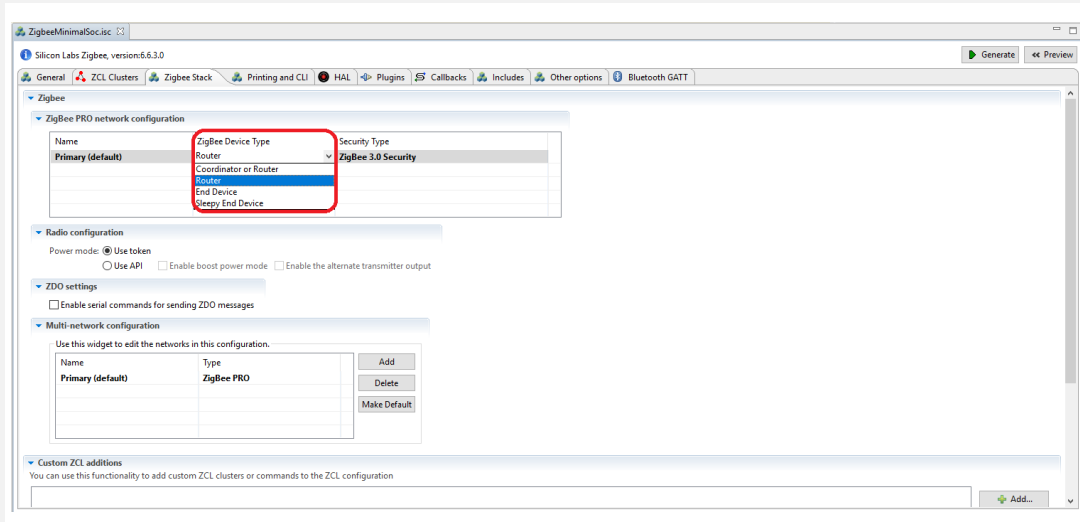 ZigbeeMinimalSoc.isc
Silicon Labs Zigbee, version:6.6.3.0 Generate << Preview
General ZCL Clusters Zigbee Stack Printing and CLI HAL Plugins Callbacks Includes Other options Bluetooth GATT
Zigbee
ZigBee PRO network configuration
Name ZigBee Device Type Security Type
Primary (default) Router ZigBee 3.0 Security
Coordinator or Router
Router
End Device
Sleepy End Device
Radio configuration
Power mode: Use token
Use API Enable boost power mode Enable the alternate transmitter output
ZDO settings
Enable serial commands for sending ZDO messages
Multi-network configuration
Use this widget to edit the networks in this configuration.
Name Type Add
Primary (default) ZigBee PRO
Delete
Make Default
Custom ZCL additions
You can use this functionality to add custom ZCL clusters or commands to the ZCL configuration
Add...